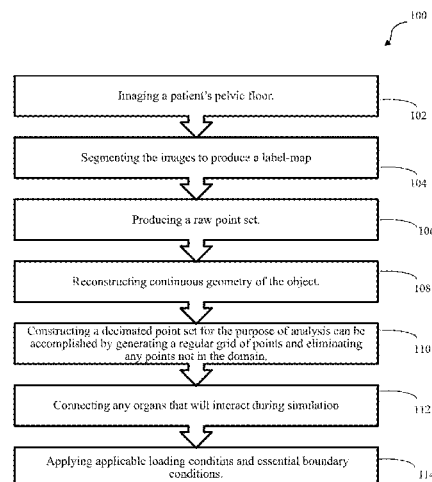 100
Imaging a patient's pelvic floor.
102
Segmenting the images to produce a label-map
104
Producing a raw point set.
106
Reconstructing continuous geometry of the object.
108
Constructing a decimated point set for the purpose of analysis can be
accomplished by generating a regular grid of points and eliminating
any points not in the domain.
110
Connecting any organs that will interact during simulation
112
Applying applicable loading conditins and essential boundary
conditions.
114